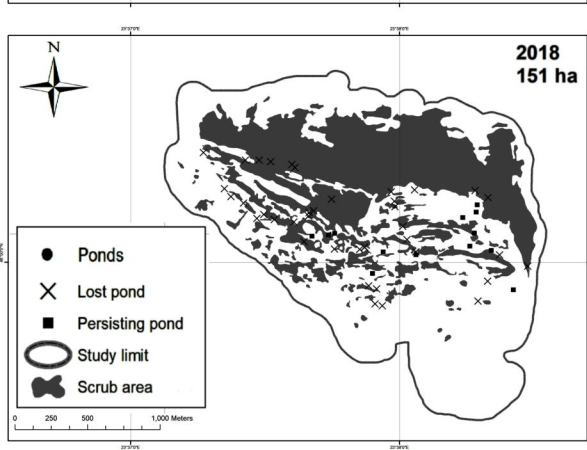 2018
151 ha
N
Ponds
Lost pond
Persisting pond
Study limit
Scrub area
0 250 500 1,000 Meters